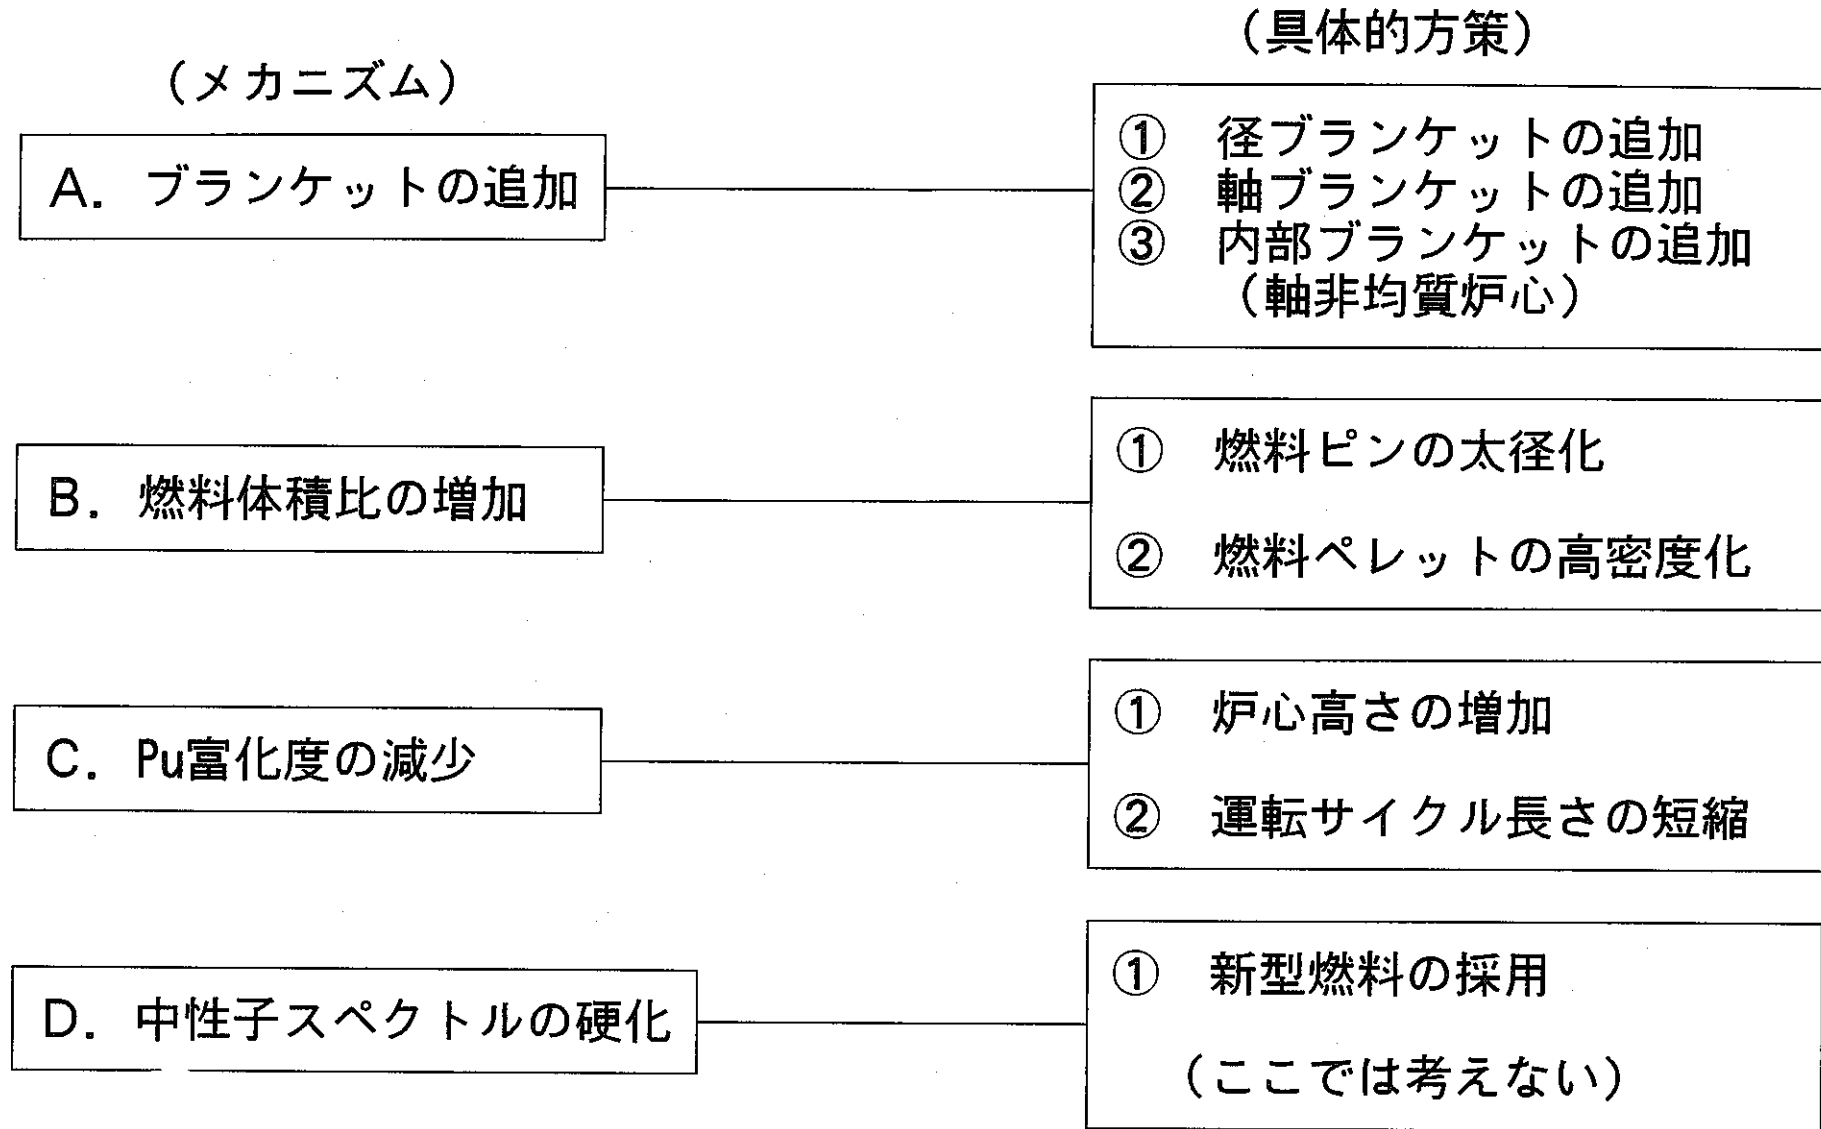 (メカニズム)
(具体的方策)
A. ブランケットの追加
① 径ブランケットの追加
② 軸ブランケットの追加
③ 内部ブランケットの追加
(軸非均質炉心)
B. 燃料体積比の増加
① 燃料ピンの太径化
② 燃料ペレットの高密度化
C. Pu富化度の減少
① 炉心高さの増加
② 運転サイクル長さの短縮
D. 中性子スペクトルの硬化
① 新型燃料の採用
(ここでは考えない)